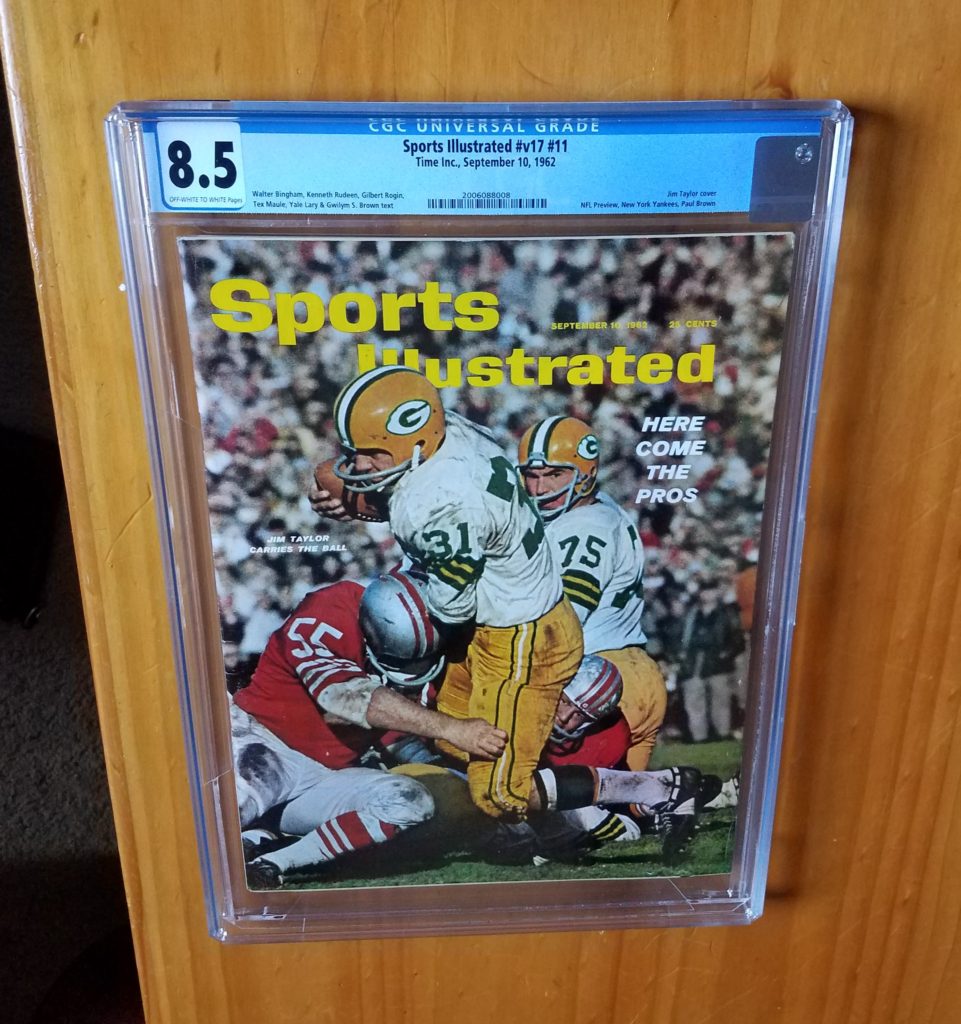 CGC UNIVERSAL GRADE
8.5
OFF-WHITE TO WHITE Pages
Sports Illustrated #v17 #11
Time Inc., September 10, 1962
Walter Bingham, Kenneth Rudeen, Gilbert Rogin,
Tex Maule, Yale Lary & Gwilym S. Brown text
2006088008
Jim Taylor cover
NFL Preview, New York Yankees, Paul Brown
Sports
SEPTEMBER 10, 1962 25 CENTS
Illustrated
HERE
COME
THE
PROS
G
G
31
75
JIM TAYLOR
CARRIES THE BALL
55